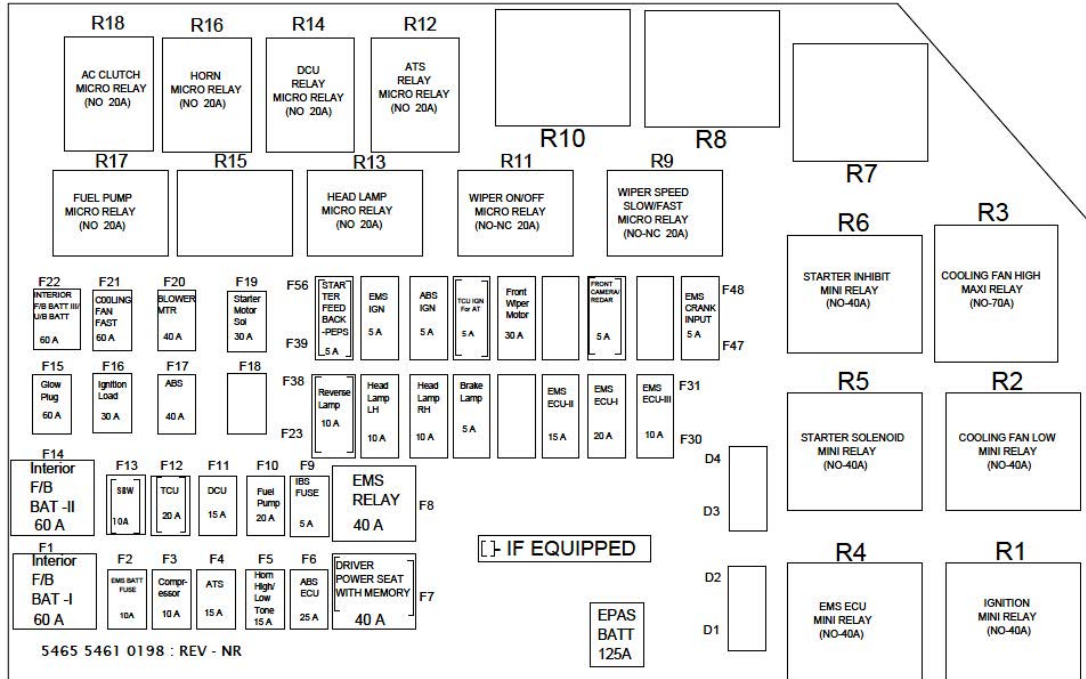 R18
R16
R14
R12
AC CLUTCH
MICRO RELAY
(NO 20A)
HORN
MICRO RELAY
(NO 20A)
DCU
RELAY
MICRO RELAY
(NO 20A)
ATS
RELAY
MICRO RELAY
(NO 20A)
R10
R8
R7
R17
R15
R13
R11
R9
FUEL PUMP
MICRO RELAY
(NO 20A)
HEAD LAMP
MICRO RELAY
(NO 20A)
WIPER ON/OFF
MICRO RELAY
(NO-NC 20A)
WIPER SPEED
SLOW/FAST
MICRO RELAY
(NO-NC 20A)
R6
STARTER INHIBIT
MINI RELAY
(NO-40A)
R3
COOLING FAN HIGH
MAXI RELAY
(NO-70A)
F22
INTERIOR
F/B BATT III/
U/B BATT
60 A
F21
COOLING
FAN
FAST
60 A
F20
BLOWER
MTR
40 A
F19
Starter
Motor
Sol
30 A
F56
F39
STAR
TER
FEED
BACK
-PEPS
5 A
EMS
IGN
5 A
ABS
IGN
5 A
TCU IGN
For AT
5 A
Front
Wiper
Motor
30 A
FRONT
CAMERA/
REDAR
5 A
EMS
CRANK
INPUT
5 A
F48
F47
F15
Glow
Plug
60 A
F16
Ignition
Load
30 A
F17
ABS
40 A
F18
F38
F23
Reverse
Lamp
10 A
Head
Lamp
LH
10 A
Head
Lamp
RH
10 A
Brake
Lamp
5 A
EMS
ECU-II
15 A
EMS
ECU-I
20 A
EMS
ECU-III
10 A
F31
F30
R5
STARTER SOLENOID
MINI RELAY
(NO-40A)
R2
COOLING FAN LOW
MINI RELAY
(NO-40A)
F14
Interior
F/B
BAT -II
60 A
F13
SBW
10A
F12
TCU
20 A
F11
DCU
15 A
F10
Fuel
Pump
20 A
F9
IBS
FUSE
5 A
EMS
RELAY
40 A
F8
D4
D3
[ ]- IF EQUIPPED
F1
Interior
F/B
BAT -I
60 A
F2
EMS BATT
FUSE
10A
F3
Compr-
essor
10 A
F4
ATS
15 A
F5
Horn
High/
Low
Tone
15 A
F6
ABS
ECU
25 A
DRIVER
POWER SEAT
WITH MEMORY
40 A
F7
EPAS
BATT
125A
D2
D1
R4
EMS ECU
MINI RELAY
(NO-40A)
R1
IGNITION
MINI RELAY
(NO-40A)
5465 5461 0198 : REV - NR